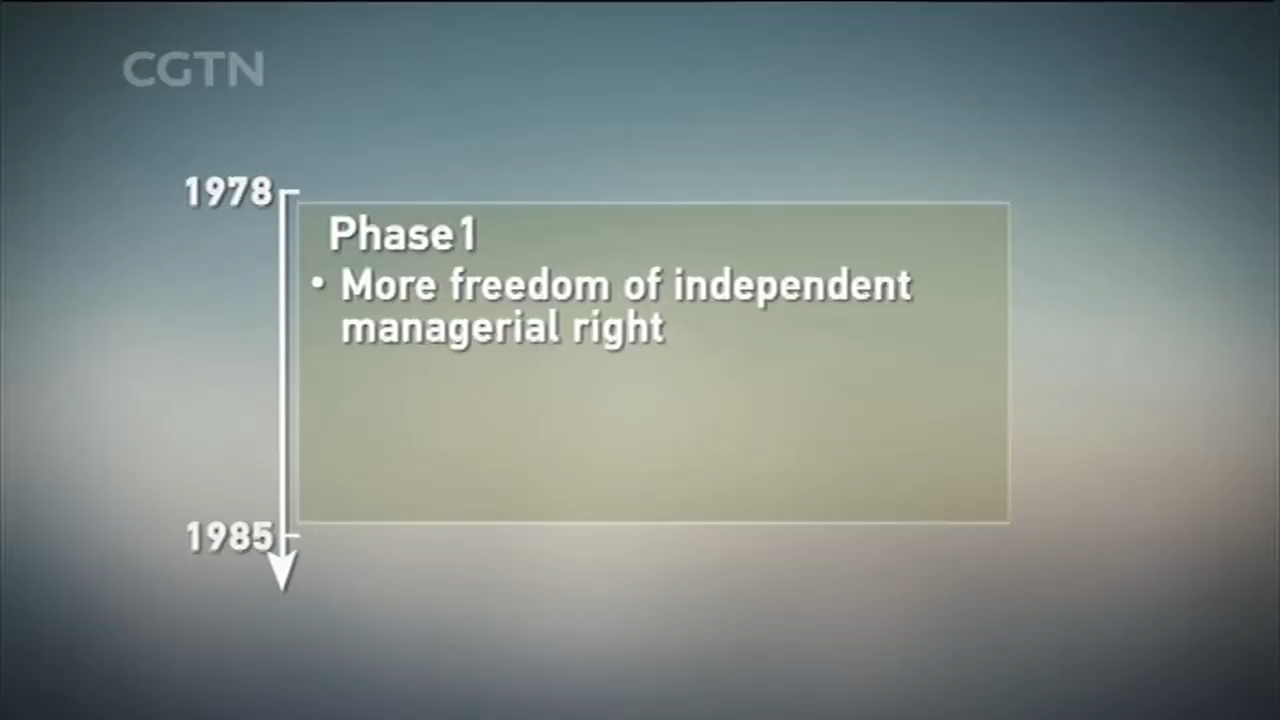 CGTN
1978
Phase1
• More freedom of independent
managerial right
1985